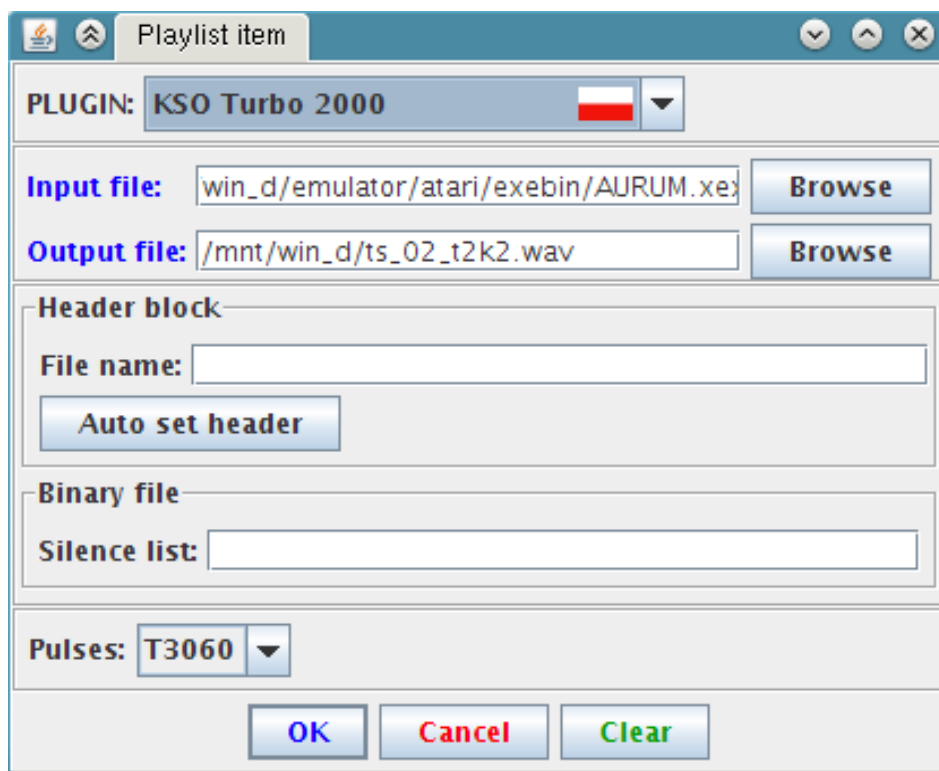 Playlist item
PLUGIN: KSO Turbo 2000
Input file: win_d/emulator/atari/exebin/AURUM.xex Browse
Output file: /mnt/win_d/ts_02_t2k2.wav Browse
Header block
File name:
Auto set header
Binary file
Silence list:
Pulses: T3060
OK Cancel Clear